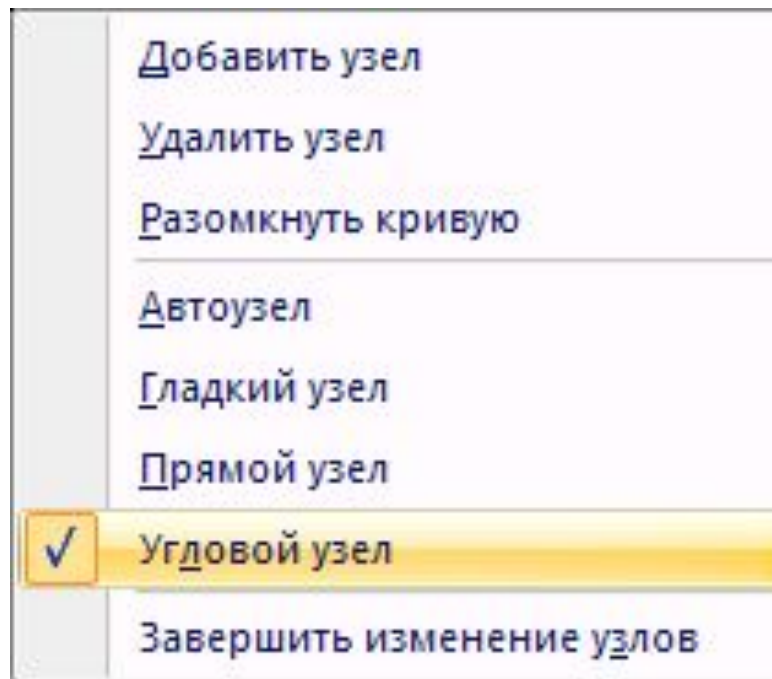 Добавить узел
Удалить узел
Разомкнуть кривую
Автоузел
Гладкий узел
Прямой узел
Угловой узел
Завершить изменение узлов